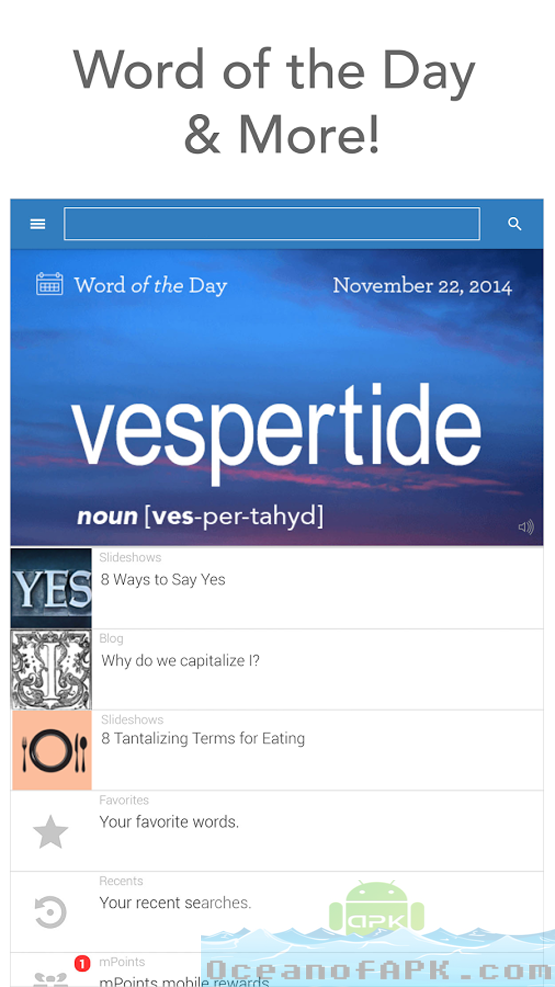 Word of the Day
& More!
Word of the Day
November 22, 2014
vespertide
noun [ves-per-tahyd]
YES
Slideshows
8 Ways to Say Yes
I
Blog
Why do we capitalize I?
Slideshows
8 Tantalizing Terms for Eating
Favorites
Your favorite words.
Recents
Your recent searches.
APK
1
mPoints
mPoints mobile rewards
OceanofAPK.com